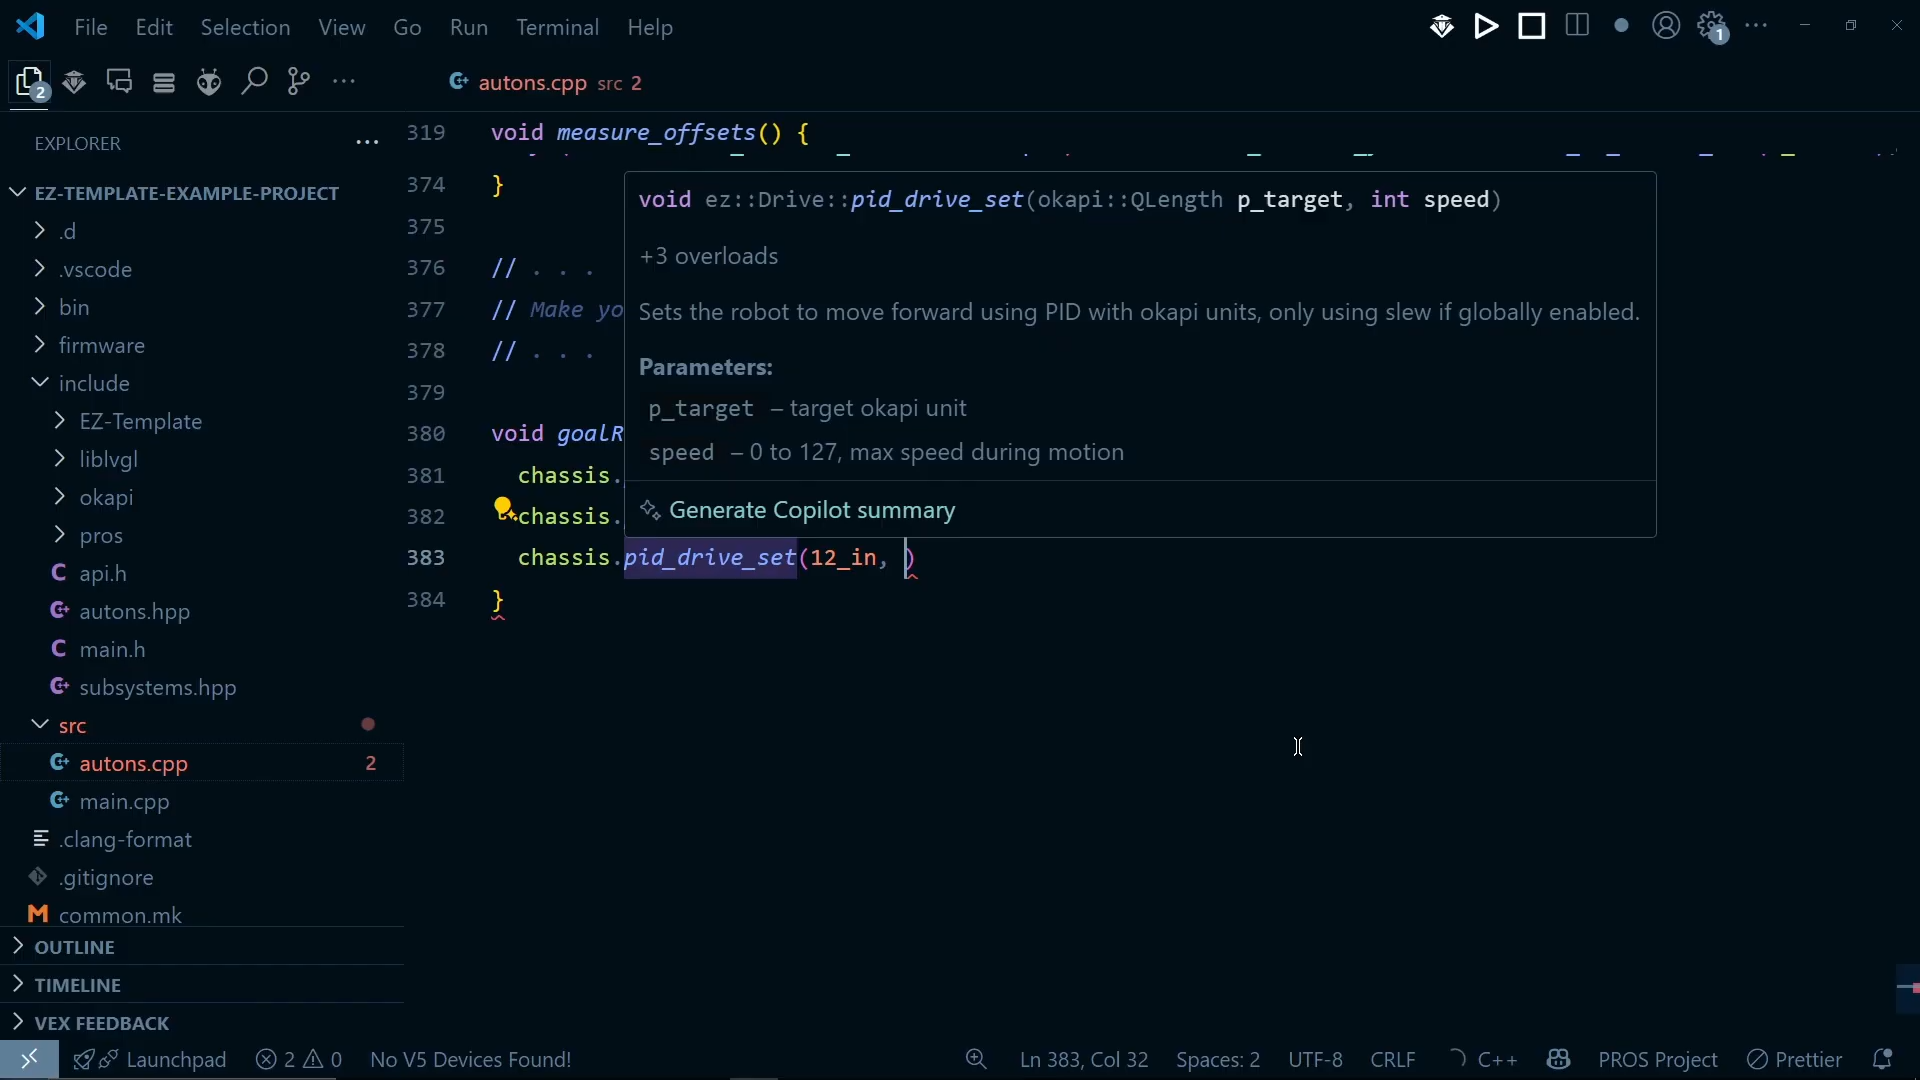 File Edit Selection View Go Run Terminal Help
1
2
autons.cpp src 2
EXPLORER
EZ-TEMPLATE-EXAMPLE-PROJECT
.d
.vscode
bin
firmware
include
EZ-Template
liblvgl
okapi
pros
api.h
autons.hpp
main.h
subsystems.hpp
src
autons.cpp 2
main.cpp
.clang-format
.gitignore
common.mk
OUTLINE
TIMELINE
VEX FEEDBACK
319 void measure_offsets() {
374 }
375
376 // . . .
377 // Make yo
378 // . . .
379
380 void goalR
381 chassis.
382 chassis.
383 chassis.pid_drive_set(12_in, )
384 }
void ez::Drive::pid_drive_set(okapi::QLength p_target, int speed)
+3 overloads
Sets the robot to move forward using PID with okapi units, only using slew if globally enabled.
Parameters:
p_target – target okapi unit
speed – 0 to 127, max speed during motion
Generate Copilot summary
Launchpad 2 0 No V5 Devices Found! Ln 383, Col 32 Spaces: 2 UTF-8 CRLF C++ PROS Project Prettier